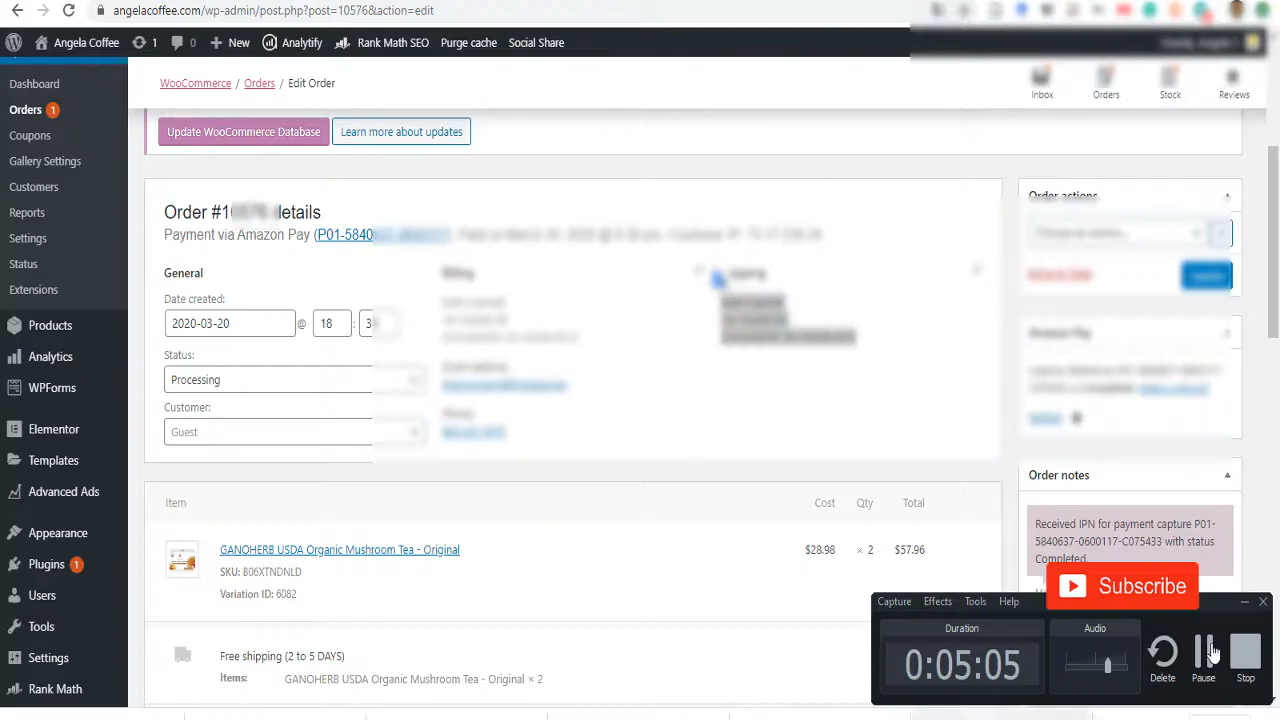 angelacoffee.com/wp-admin/post.php?post=10576&action=edit
Angela Coffee 1 0 New Analytify Rank Math SEO Purge cache Social Share
Dashboard
Orders 1
Coupons
Gallery Settings
Customers
Reports
Settings
Status
Extensions
Products
Analytics
WPForms
Elementor
Templates
Advanced Ads
Appearance
Plugins 1
Users
Tools
Settings
Rank Math
WooCommerce / Orders / Edit Order
Inbox Orders Stock Reviews
Update WooCommerce Database Learn more about updates
Order #1 details
Payment via Amazon Pay (P01-5840
General
Date created:
2020-03-20 @ 18 : 3
Status:
Processing
Customer:
Guest
Billing
Order actions
Amazon Pay
Item Cost Qty Total
GANOHERB USDA Organic Mushroom Tea - Original $28.98 × 2 $57.96
SKU: B06XTNDNLD
Variation ID: 6082
Free shipping (2 to 5 DAYS)
Items: GANOHERB USDA Organic Mushroom Tea - Original × 2
Order notes
Received IPN for payment capture P01-
5840637-0600117-C075433 with status
Completed.
Subscribe
Capture Effects Tools Help
Duration
0:05:05
Audio
Delete Pause Stop